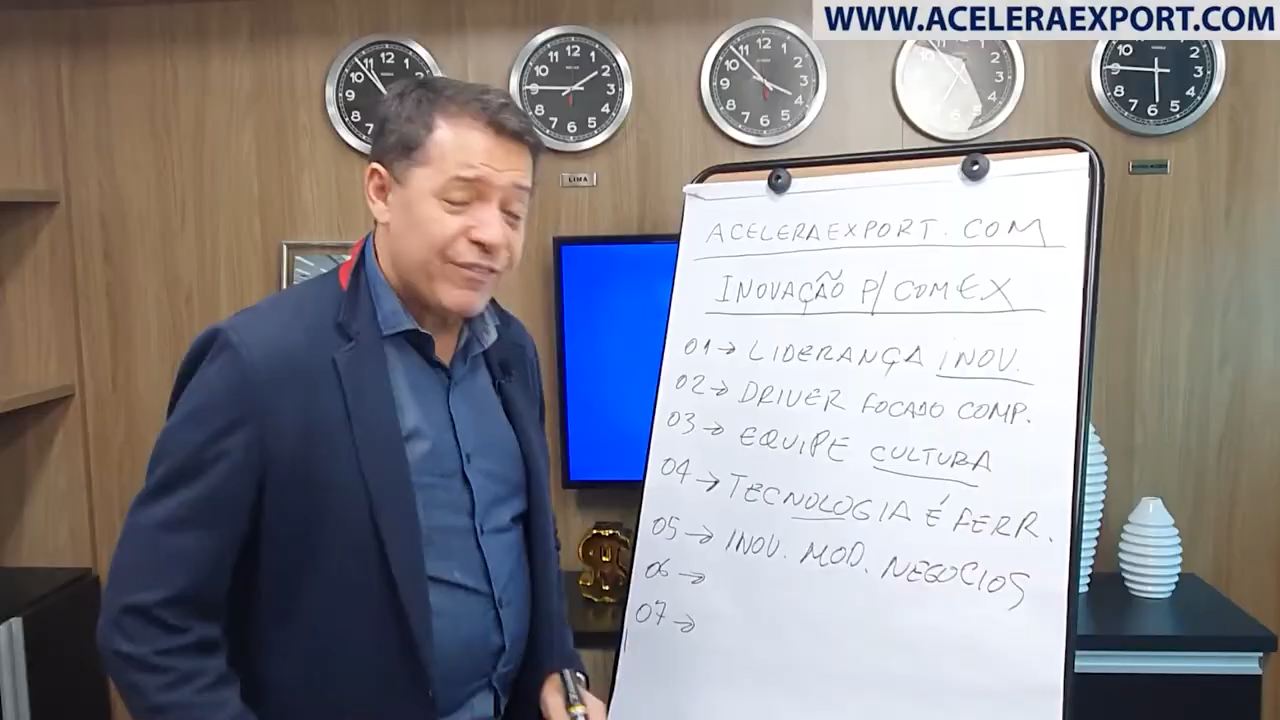 WWW.ACELERAEXPORT.COM
LIMA
ACELERAEXPORT.COM
INOVAÇÃO P/ COMEX
01→ LIDERANÇA INOV.
02→ DRIVER FOCADO COMP.
03→ EQUIPE CULTURA
04→ TECNOLOGIA É FERR.
05→ INOV. MOD. NEGOCIOS
06→
07→